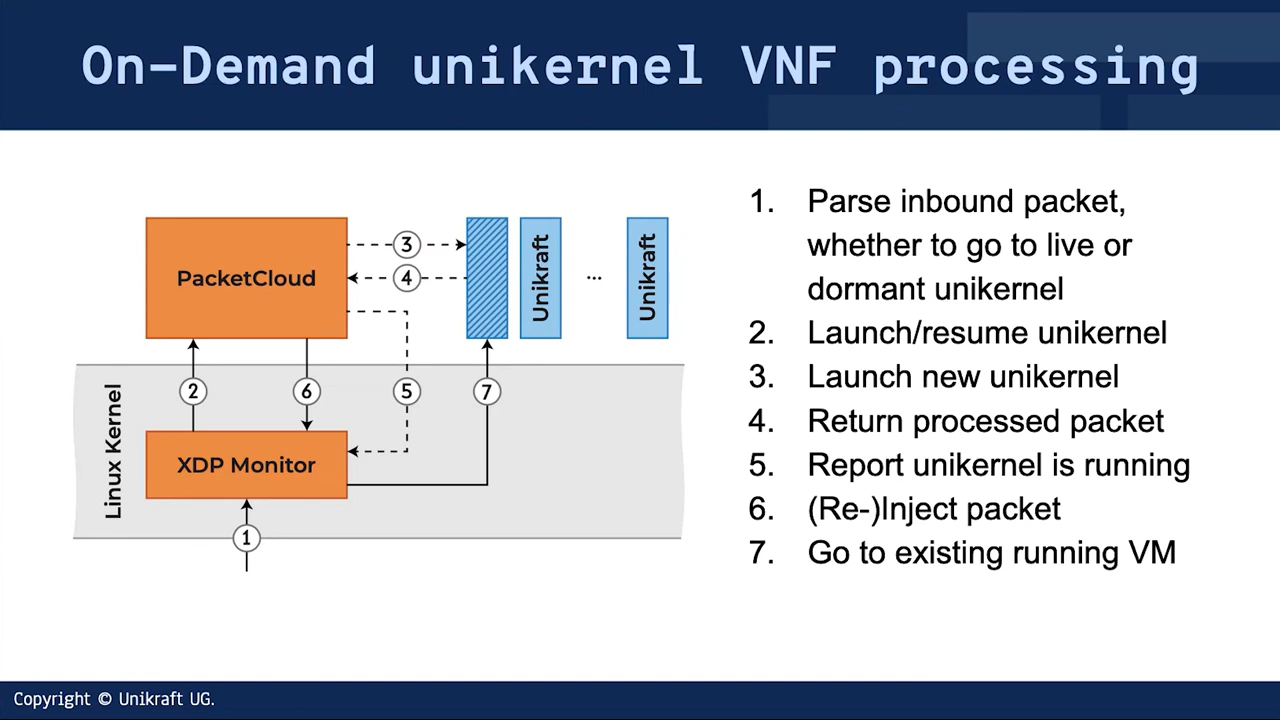 On-Demand unikernel VNF processing
PacketCloud
3
4
Unikraft
...
Unikraft
2
6
5
7
Linux Kernel
XDP Monitor
1
1. Parse inbound packet,
whether to go to live or
dormant unikernel
2. Launch/resume unikernel
3. Launch new unikernel
4. Return processed packet
5. Report unikernel is running
6. (Re-)Inject packet
7. Go to existing running VM
Copyright © Unikraft UG.